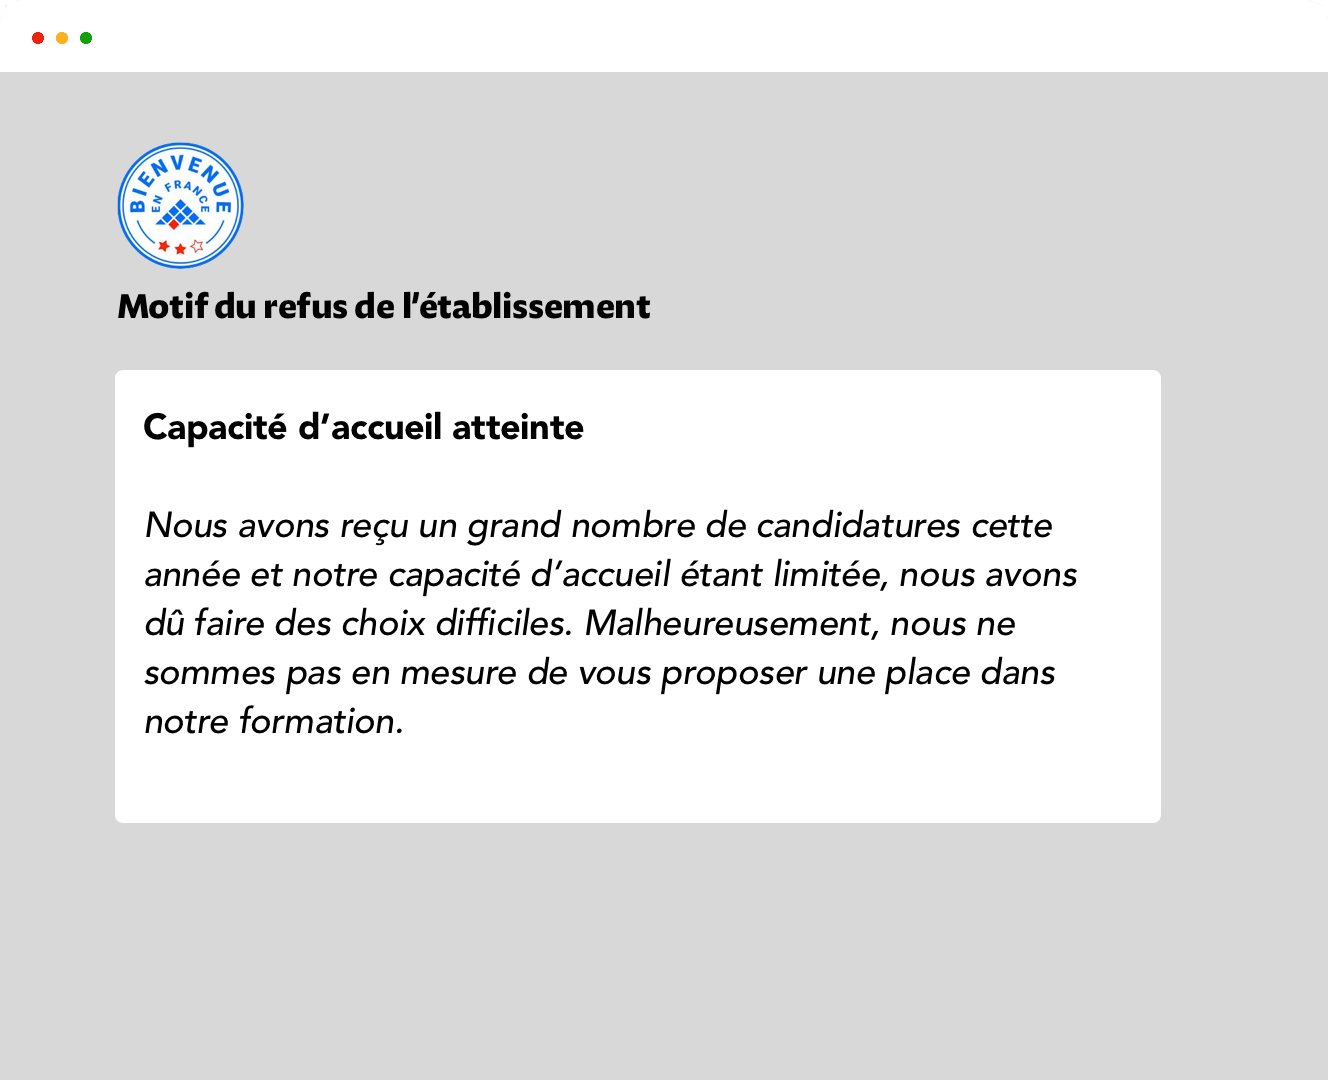 BIENVENUE
EN FRANCE
Motif du refus de l’établissement
Capacité d’accueil atteinte
Nous avons reçu un grand nombre de candidatures cette
année et notre capacité d’accueil étant limitée, nous avons
dû faire des choix difficiles. Malheureusement, nous ne
sommes pas en mesure de vous proposer une place dans
notre formation.